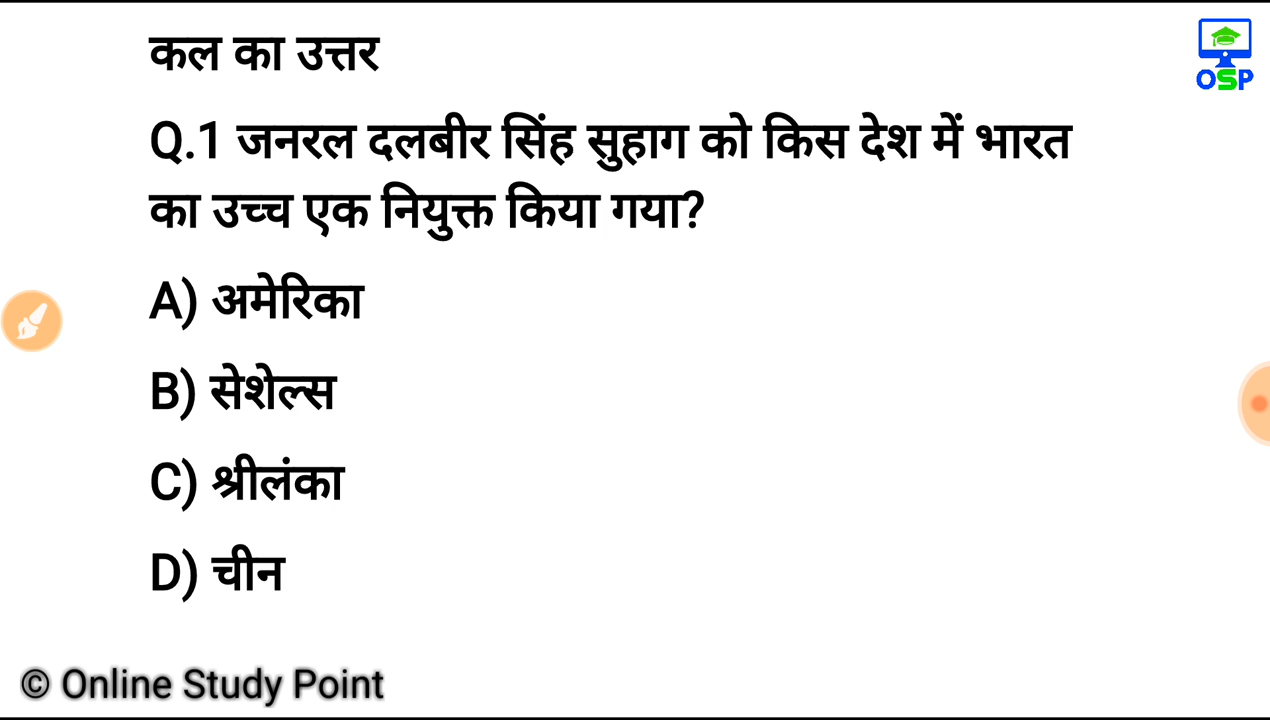 कल का उत्तर
OSP
Q.1 जनरल दलबीर सिंह सुहाग को किस देश में भारत
का उच्च एक नियुक्त किया गया?
A) अमेरिका
B) सेशेल्स
C) श्रीलंका
D) चीन
© Online Study Point